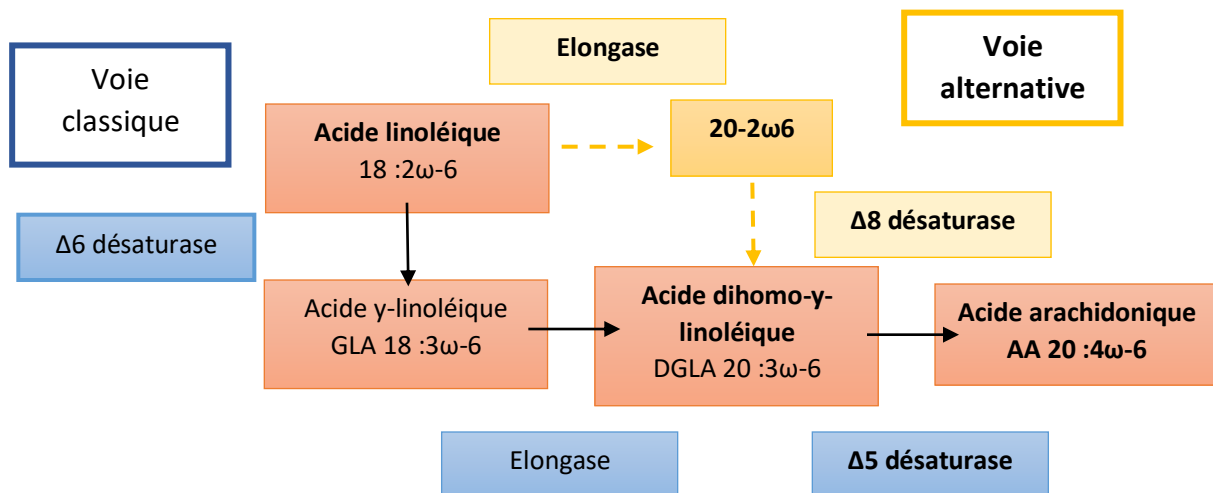 Elongase
Voie
classique
Voie
alternative
Acide linoléique
18 :2ω-6
20-2ω6
Δ6 désaturase
Δ8 désaturase
Acide y-linoléique
GLA 18 :3ω-6
Acide dihomo-y-
linoléique
DGLA 20 :3ω-6
Acide arachidonique
AA 20 :4ω-6
Elongase
Δ5 désaturase